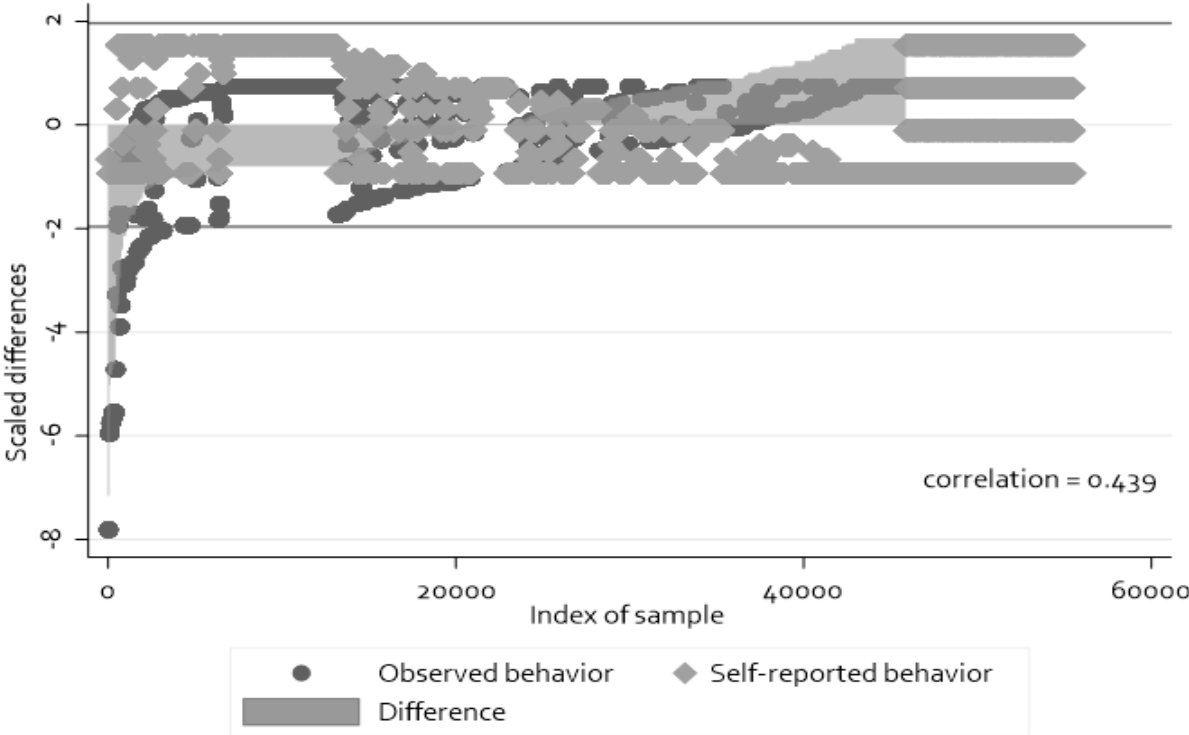 2
0
-2
-4
-6
-8
Scaled differences
correlation = 0.439
0 20000 40000 60000
Index of sample
Observed behavior Self-reported behavior
Difference